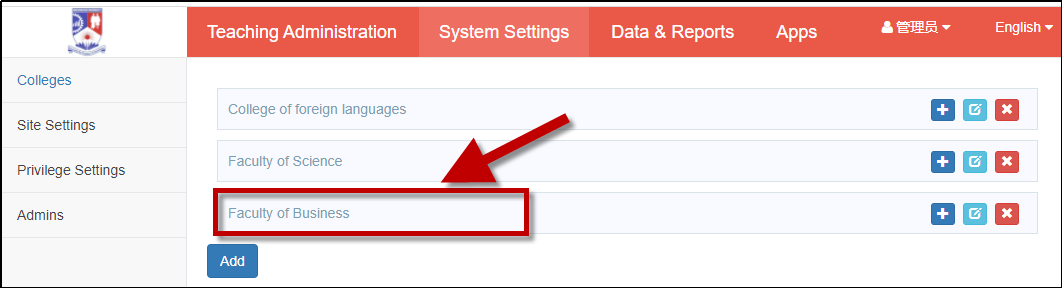 Teaching Administration System Settings Data & Reports Apps 管理员 English
Colleges
Site Settings
Privilege Settings
Admins
College of foreign languages
Faculty of Science
Faculty of Business
Add